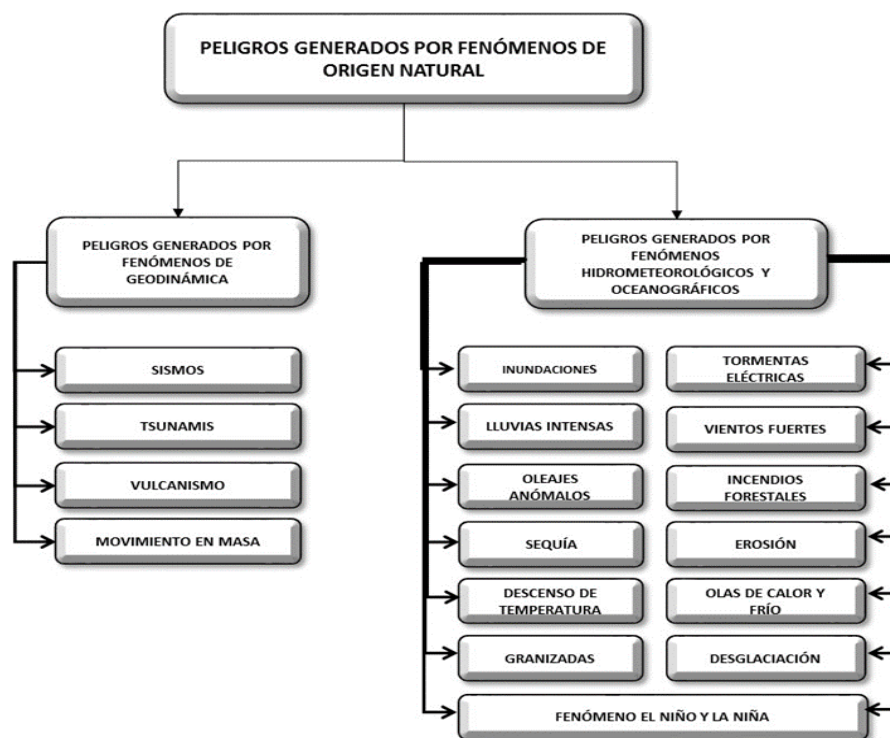 PELIGROS GENERADOS POR FENÓMENOS DE
ORIGEN NATURAL
PELIGROS GENERADOS POR
FENÓMENOS DE
GEODINÁMICA
SISMOS
TSUNAMIS
VULCANISMO
MOVIMIENTO EN MASA
PELIGROS GENERADOS POR
FENÓMENOS
HIDROMETEOROLÓGICOS Y
OCEANOGRÁFICOS
INUNDACIONES
LLUVIAS INTENSAS
OLEAJES
ANÓMALOS
SEQUÍA
DESCENSO DE
TEMPERATURA
GRANIZADAS
TORMENTAS
ELÉCTRICAS
VIENTOS FUERTES
INCENDIOS
FORESTALES
EROSIÓN
OLAS DE CALOR Y
FRÍO
DESGLACIACIÓN
FENÓMENO EL NIÑO Y LA NIÑA